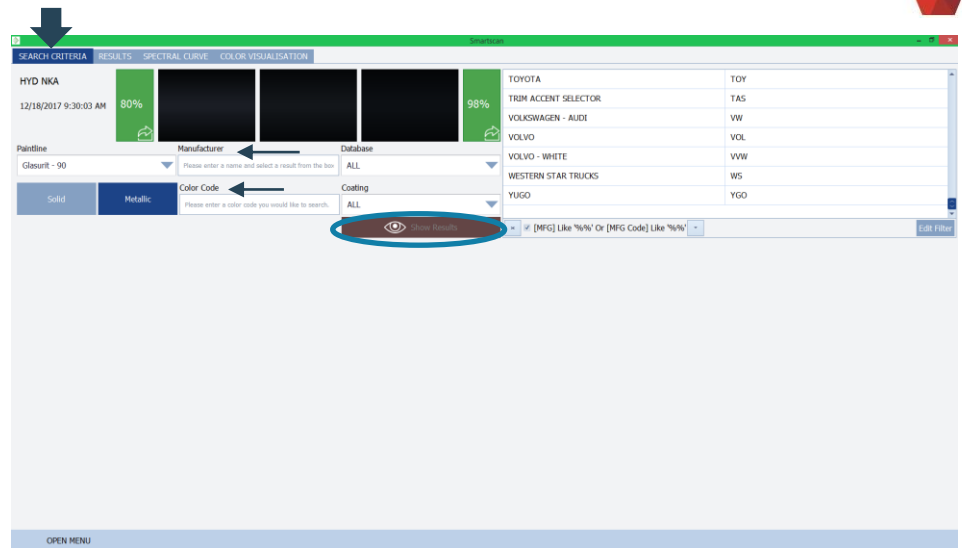 Smartscan
SEARCH CRITERIA RESULTS SPECTRAL CURVE COLOR VISUALISATION
HYD NKA
12/18/2017 9:30:03 AM
80%
98%
Paintline
Glasurit - 90
Manufacturer
Please enter a name and select a result from the box
Database
ALL
Solid
Metallic
Color Code
Please enter a color code you would like to search.
Coating
ALL
Show Results
TOYOTA TOY
TRIM ACCENT SELECTOR TAS
VOLKSWAGEN - AUDI VW
VOLVO VOL
VOLVO - WHITE VVW
WESTERN STAR TRUCKS WS
YUGO YGO
[MFG] Like '%%' Or [MFG Code] Like '%%'
Edit Filter
OPEN MENU